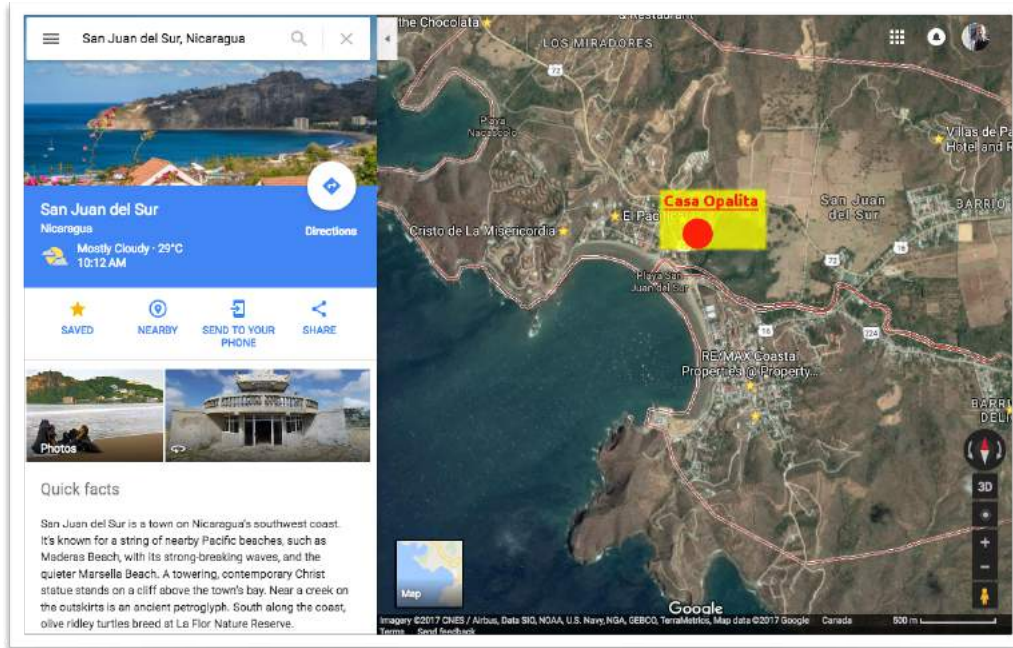 San Juan del Sur, Nicaragua
San Juan del Sur
Nicaragua
Mostly Cloudy · 29°C
10:12 AM
Directions
SAVED
NEARBY
SEND TO YOUR
PHONE
SHARE
Photos
Quick facts
San Juan del Sur is a town on Nicaragua's southwest coast.
It's known for a string of nearby Pacific beaches, such as
Maderas Beach, with its strong-breaking waves, and the
quieter Marsella Beach. A towering, contemporary Christ
statue stands on a cliff above the town's bay. Near a creek on
the outskirts is an ancient petroglyph. South along the coast,
olive ridley turtles breed at La Flor Nature Reserve.
the Chocolata
& Restaurant
LOS MIRADORES
72
Playa
Nacascolo
Villas de Pa
Hotel and R
Casa Opalita
San Juan
del Sur
BARRIO
El Pacific
Cristo de La Misericordia
16
72
Playa San
Juan del Sur
16
724
RE/MAX Coastal
Properties @ Property...
BARRI
DEL
3D
Map
Google
Imagery ©2017 CNES / Airbus, Data SIO, NOAA, U.S. Navy, NGA, GEBCO, TerraMetrics, Map data ©2017 Google
Canada
500 m
Terms
Send feedback